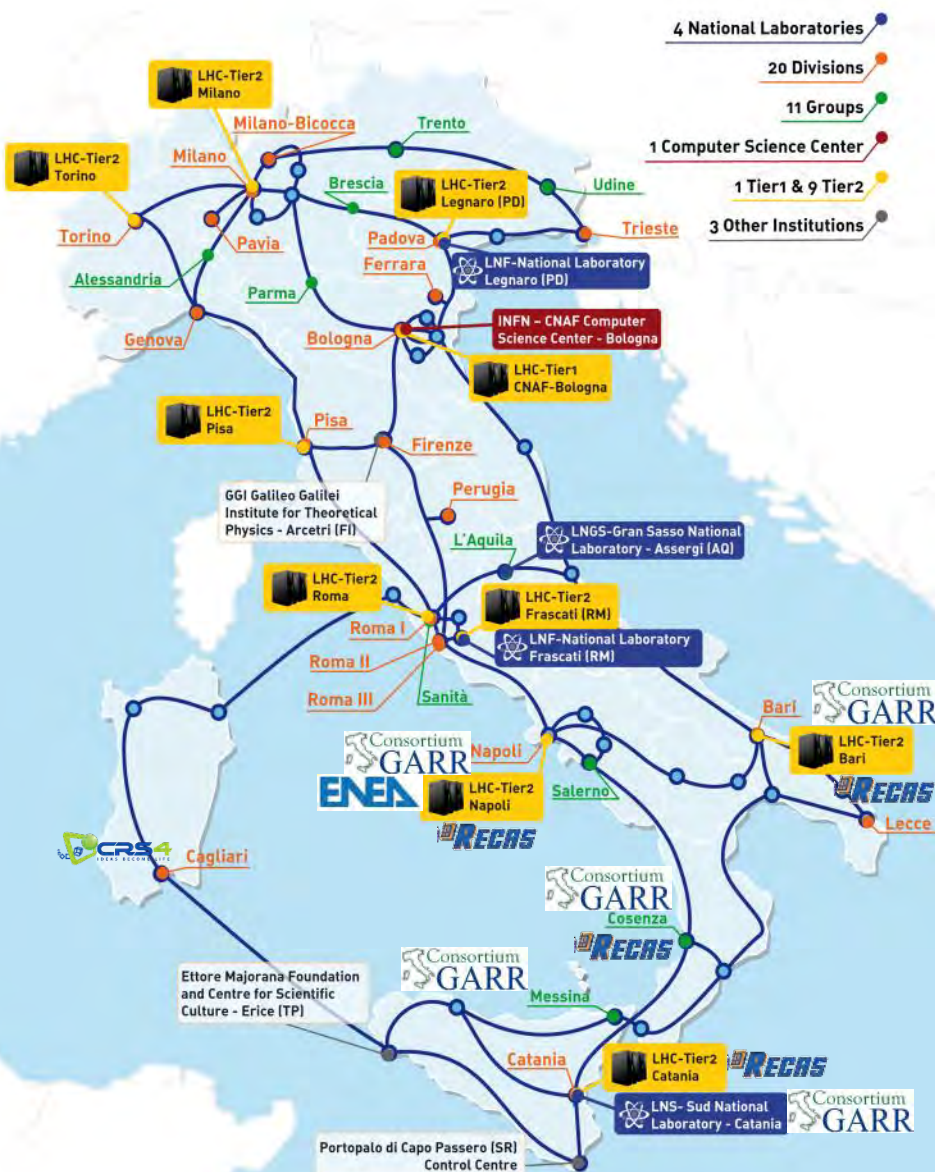 4 National Laboratories
20 Divisions
11 Groups
1 Computer Science Center
1 Tier1 & 9 Tier2
3 Other Institutions
LHC-Tier2
Milano
Milano-Bicocca
Trento
LHC-Tier2
Torino
Milano
Brescia
LHC-Tier2
Legnaro (PD)
Udine
Torino
Pavia
Padova
Trieste
Alessandria
Ferrara
LNF-National Laboratory
Legnaro (PD)
Parma
Genova
Bologna
INFN – CNAF Computer
Science Center - Bologna
LHC-Tier1
CNAF-Bologna
LHC-Tier2
Pisa
Pisa
Firenze
GGI Galileo Galilei
Institute for Theoretical
Physics - Arcetri (FI)
Perugia
L'Aquila
LNGS-Gran Sasso National
Laboratory - Assergi (AQ)
LHC-Tier2
Roma
LHC-Tier2
Frascati (RM)
Roma I
LNF-National Laboratory
Frascati (RM)
Roma II
Roma III
Sanità
Consortium
GARR
Bari
Consortium
GARR
Napoli
LHC-Tier2
Bari
ENEA
LHC-Tier2
Napoli
Salerno
RECAS
Lecce
RECAS
CRS4
Cagliari
Consortium
GARR
Cosenza
RECAS
Ettore Majorana Foundation
and Centre for Scientific
Culture - Erice (TP)
Consortium
GARR
Messina
Catania
LHC-Tier2
Catania
RECAS
LNS- Sud National
Laboratory - Catania
Consortium
GARR
Portopalo di Capo Passero (SR)
Control Centre